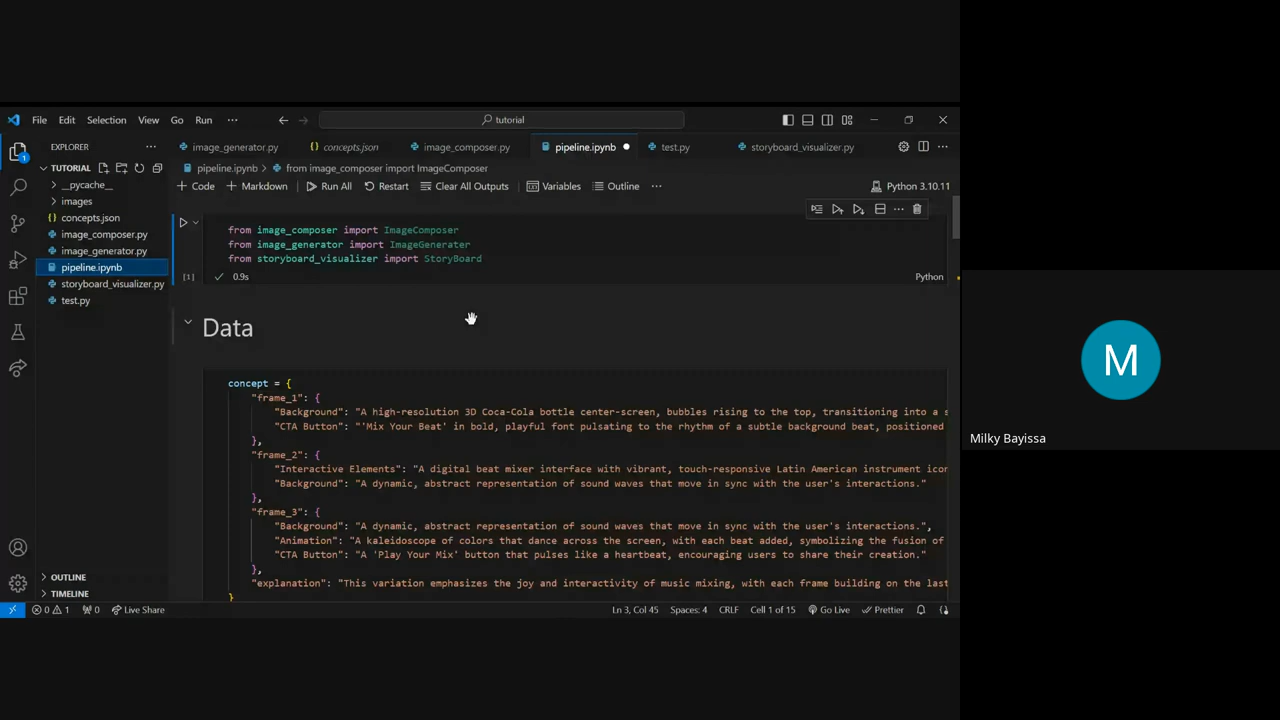 File Edit Selection View Go Run ··· tutorial
EXPLORER ···
image_generator.py concepts.json image_composer.py pipeline.ipynb test.py storyboard_visualizer.py ···
TUTORIAL
pipeline.ipynb > from image_composer import ImageComposer
__pycache__
+ Code + Markdown Run All Restart Clear All Outputs Variables Outline ··· Python 3.10.11
images
concepts.json
image_composer.py
image_generator.py
pipeline.ipynb
storyboard_visualizer.py
test.py
from image_composer import ImageComposer
from image_generator import ImageGenerater
from storyboard_visualizer import StoryBoard
[1] 0.9s Python
Data
concept = {
"frame_1": {
"Background": "A high-resolution 3D Coca-Cola bottle center-screen, bubbles rising to the top, transitioning into a s
"CTA Button": "'Mix Your Beat' in bold, playful font pulsating to the rhythm of a subtle background beat, positioned
},
"frame_2": {
"Interactive Elements": "A digital beat mixer interface with vibrant, touch-responsive Latin American instrument icon
"Background": "A dynamic, abstract representation of sound waves that move in sync with the user's interactions."
},
"frame_3": {
"Background": "A dynamic, abstract representation of sound waves that move in sync with the user's interactions.",
"Animation": "A kaleidoscope of colors that dance across the screen, with each beat added, symbolizing the fusion of
"CTA Button": "A 'Play Your Mix' button that pulses like a heartbeat, encouraging users to share their creation."
},
"explanation": "This variation emphasizes the joy and interactivity of music mixing, with each frame building on the last
}
OUTLINE
TIMELINE
0 1 0 Live Share Ln 3, Col 45 Spaces: 4 CRLF Cell 1 of 15 Go Live Prettier
1
M
Milky Bayissa